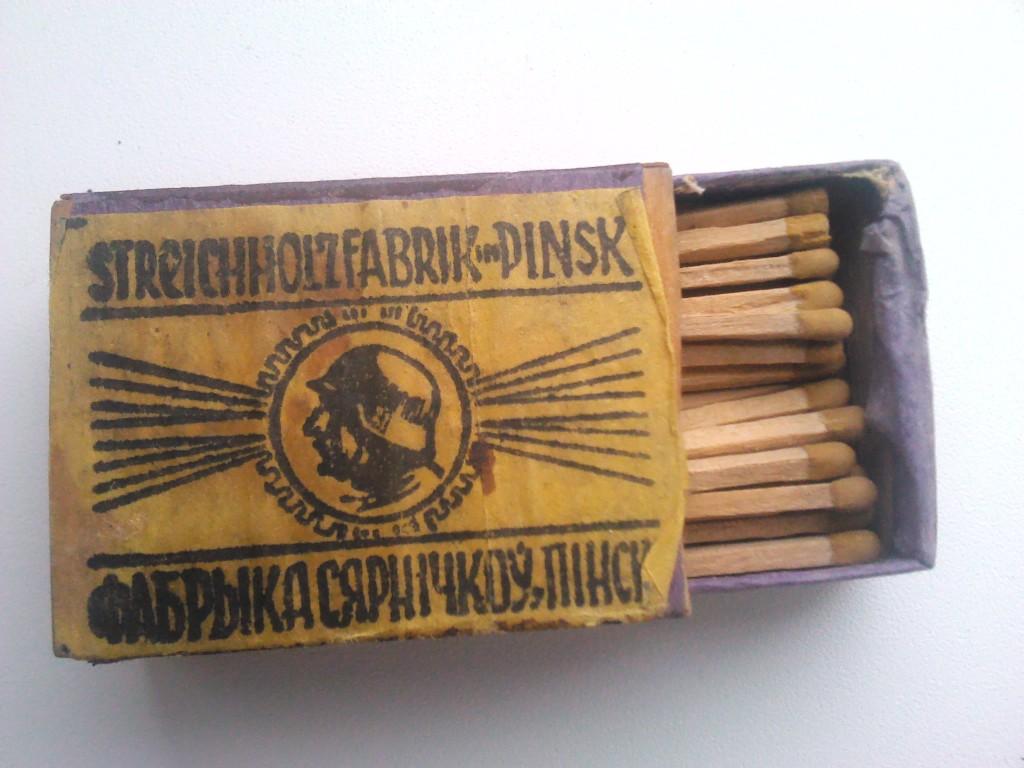 STREICHHOLZFABRIK IN PINSK
ФАБРЫКА СЯРНІЧКОЎ, ПІНСК